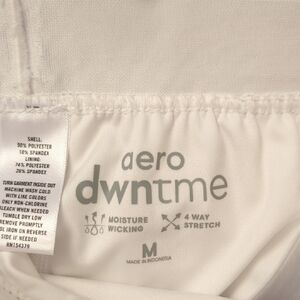 SHELL:
90% POLYESTER
10% SPANDEX
LINING:
74% POLYESTER
26% SPANDEX
TURN GARMENT INSIDE OUT
MACHINE WASH COLD
WITH LIKE COLORS
ONLY NON-CHLORINE
BLEACH WHEN NEEDED
TUMBLE DRY LOW
REMOVE PROMPTLY
IRON ON REVERSE
SIDE IF NEEDED
aero
dwntme
MOISTURE
WICKING
4 WAY
STRETCH
M
MADE IN INDONESIA